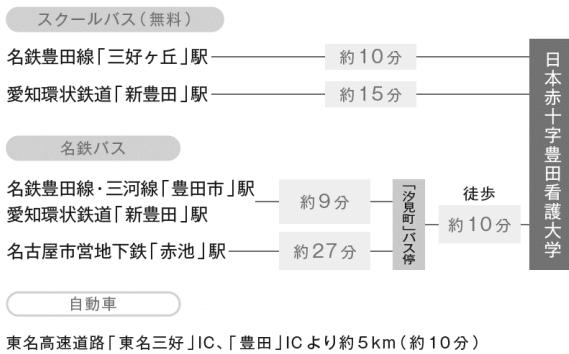 スクールバス（無料）
名鉄豊田線「三好ヶ丘」駅
約10分
愛知環状鉄道「新豊田」駅
約15分
日本赤十字豊田看護大学
名鉄バス
名鉄豊田線・三河線「豊田市」駅
愛知環状鉄道「新豊田」駅
約9分
名古屋市営地下鉄「赤池」駅
約27分
「汐見町」バス停
徒歩
約10分
自動車
東名高速道路「東名三好」IC、「豊田」ICより約5km（約10分）